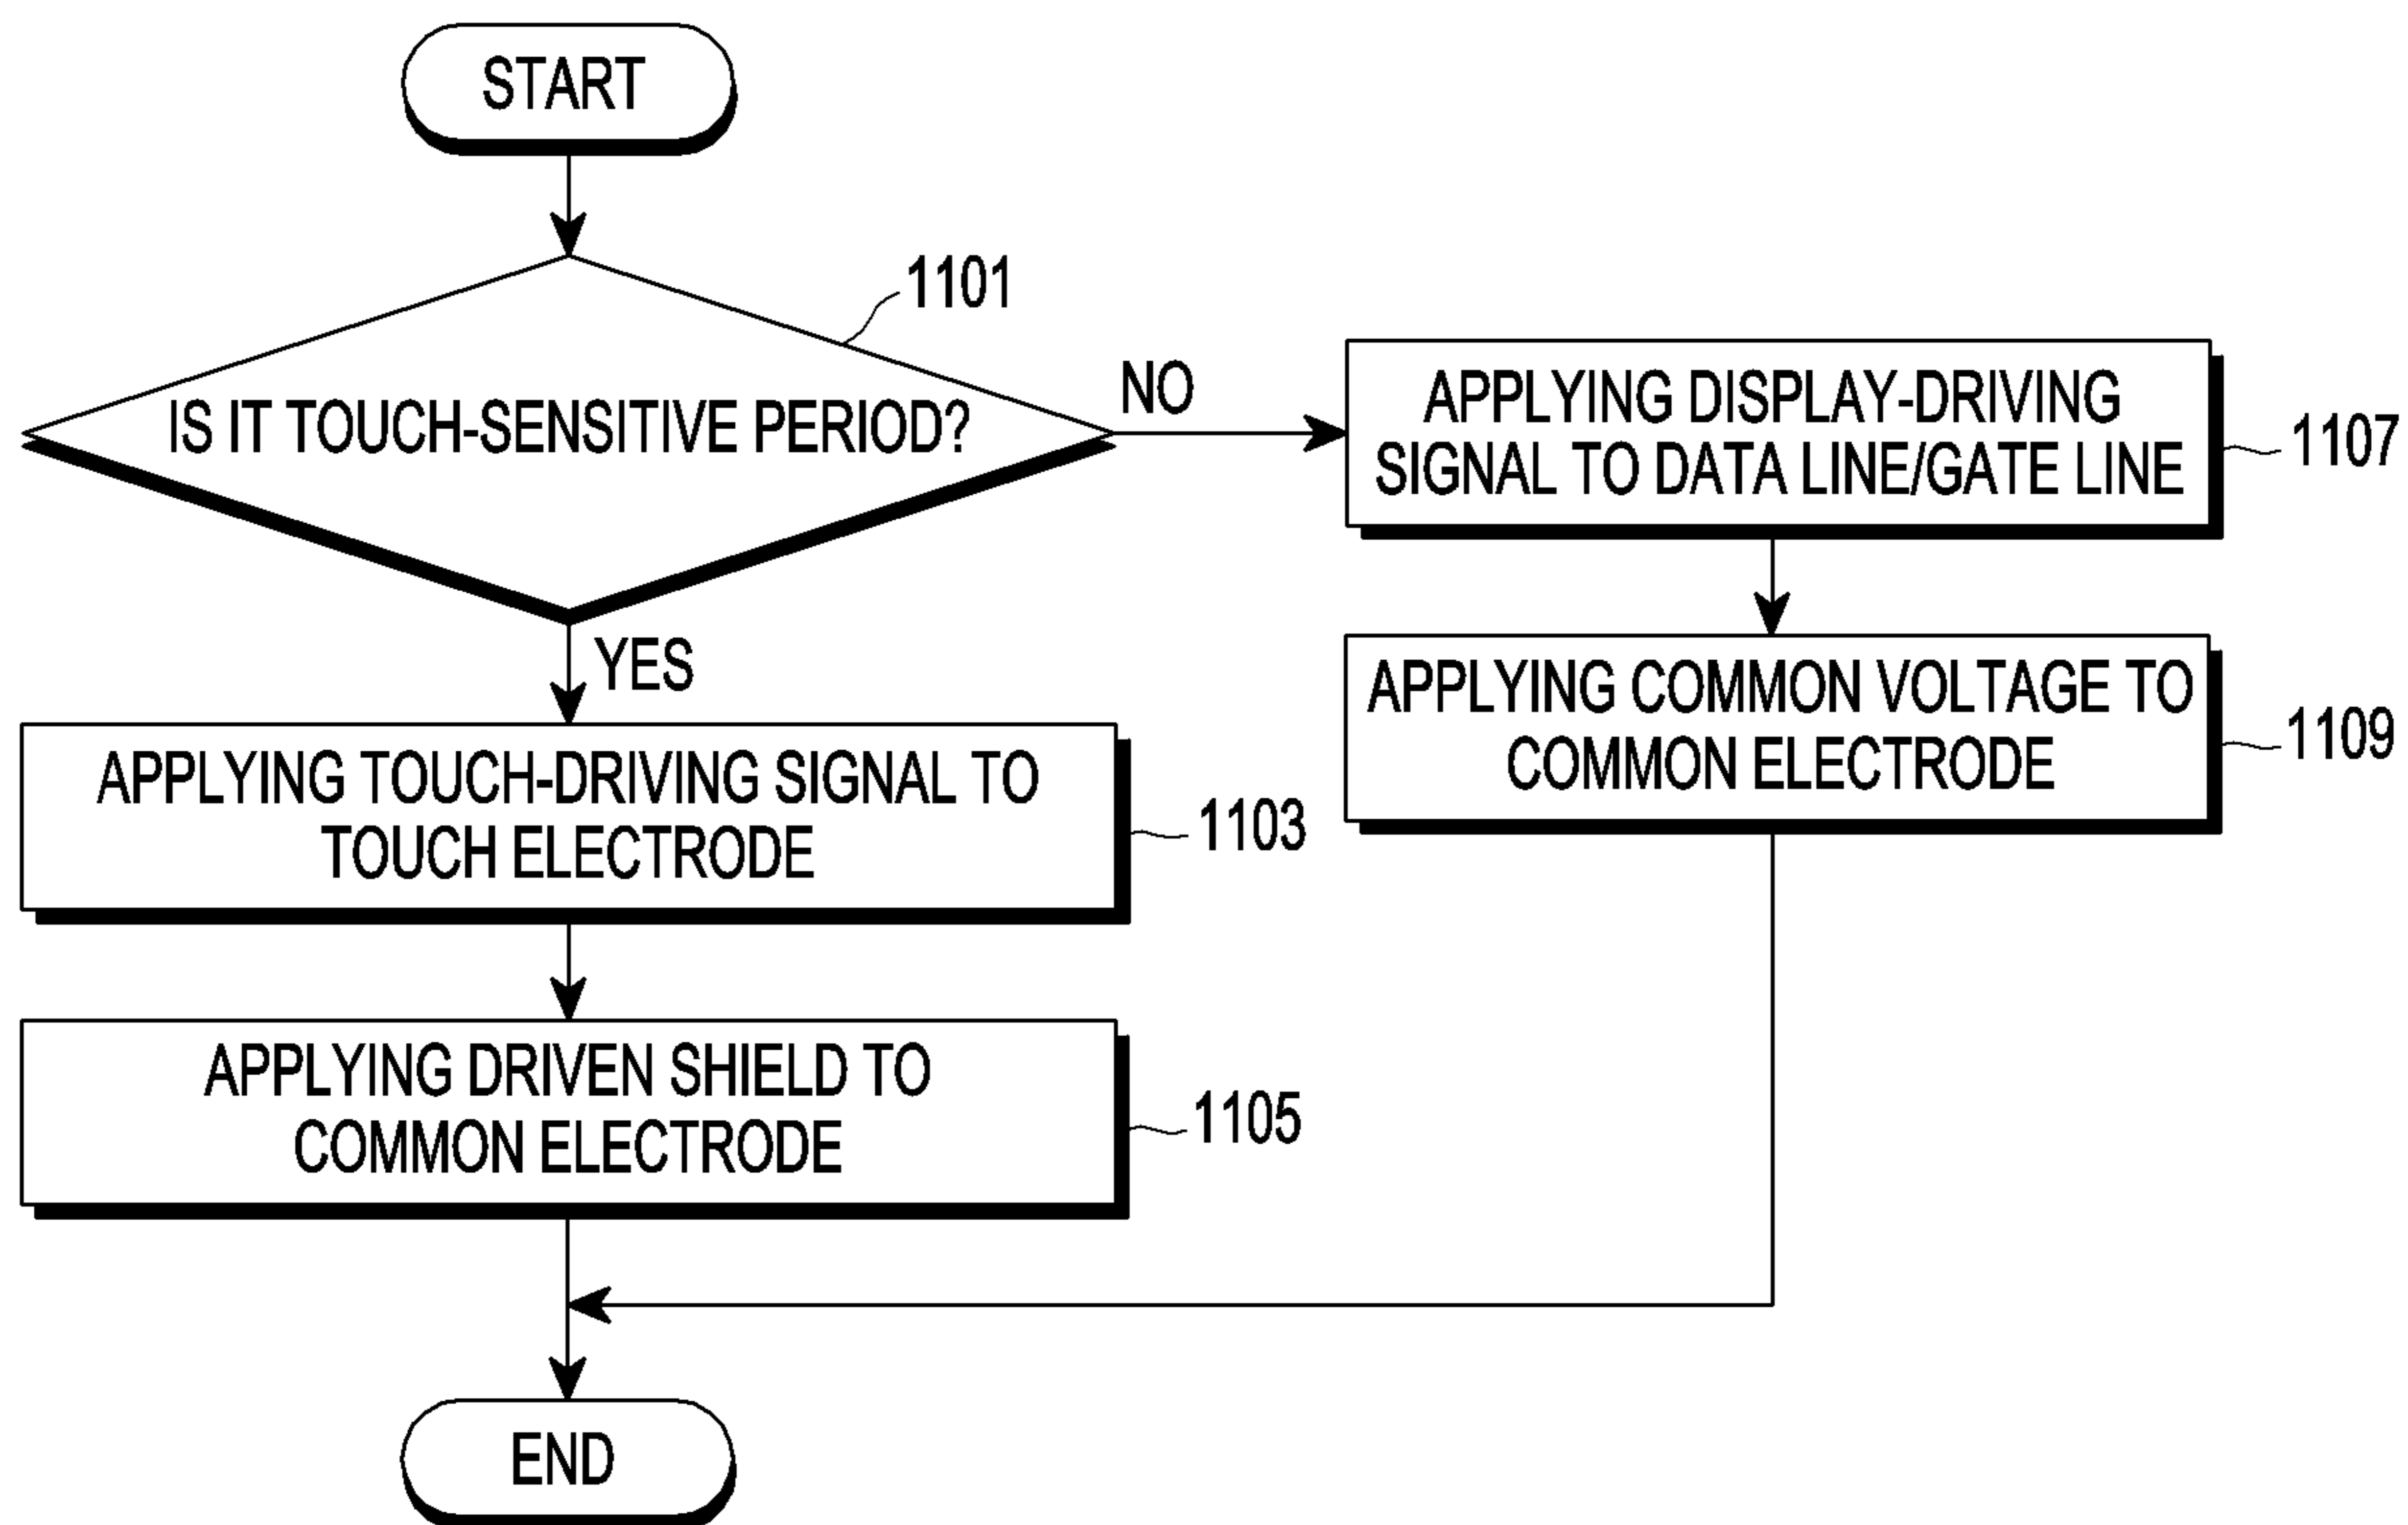 START
1101
IS IT TOUCH-SENSITIVE PERIOD?
NO
APPLYING DISPLAY-DRIVING
SIGNAL TO DATA LINE/GATE LINE
1107
YES
APPLYING COMMON VOLTAGE TO
COMMON ELECTRODE
1109
APPLYING TOUCH-DRIVING SIGNAL TO
TOUCH ELECTRODE
1103
APPLYING DRIVEN SHIELD TO
COMMON ELECTRODE
1105
END